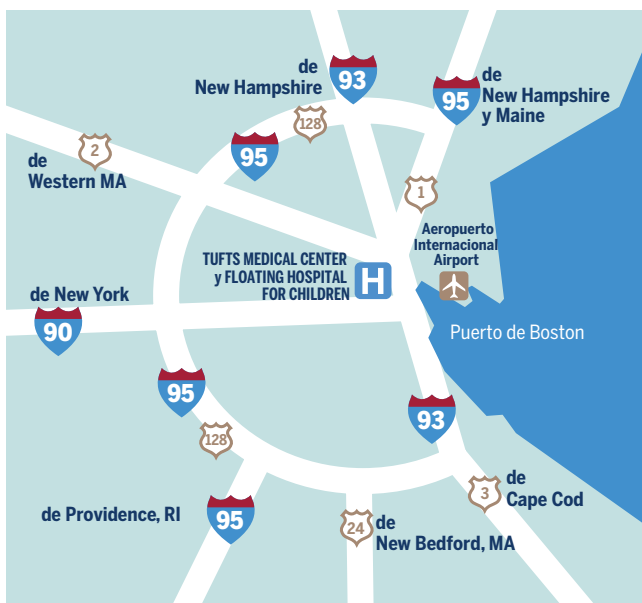 de
New Hampshire
93
95
de
New Hampshire
y Maine
128
95
2
de
Western MA
1
Aeropuerto
Internacional
Airport
TUFTS MEDICAL CENTER
y FLOATING HOSPITAL
FOR CHILDREN
H
de New York
90
Puerto de Boston
95
93
128
de Providence, RI
95
24
de
New Bedford, MA
3
de
Cape Cod